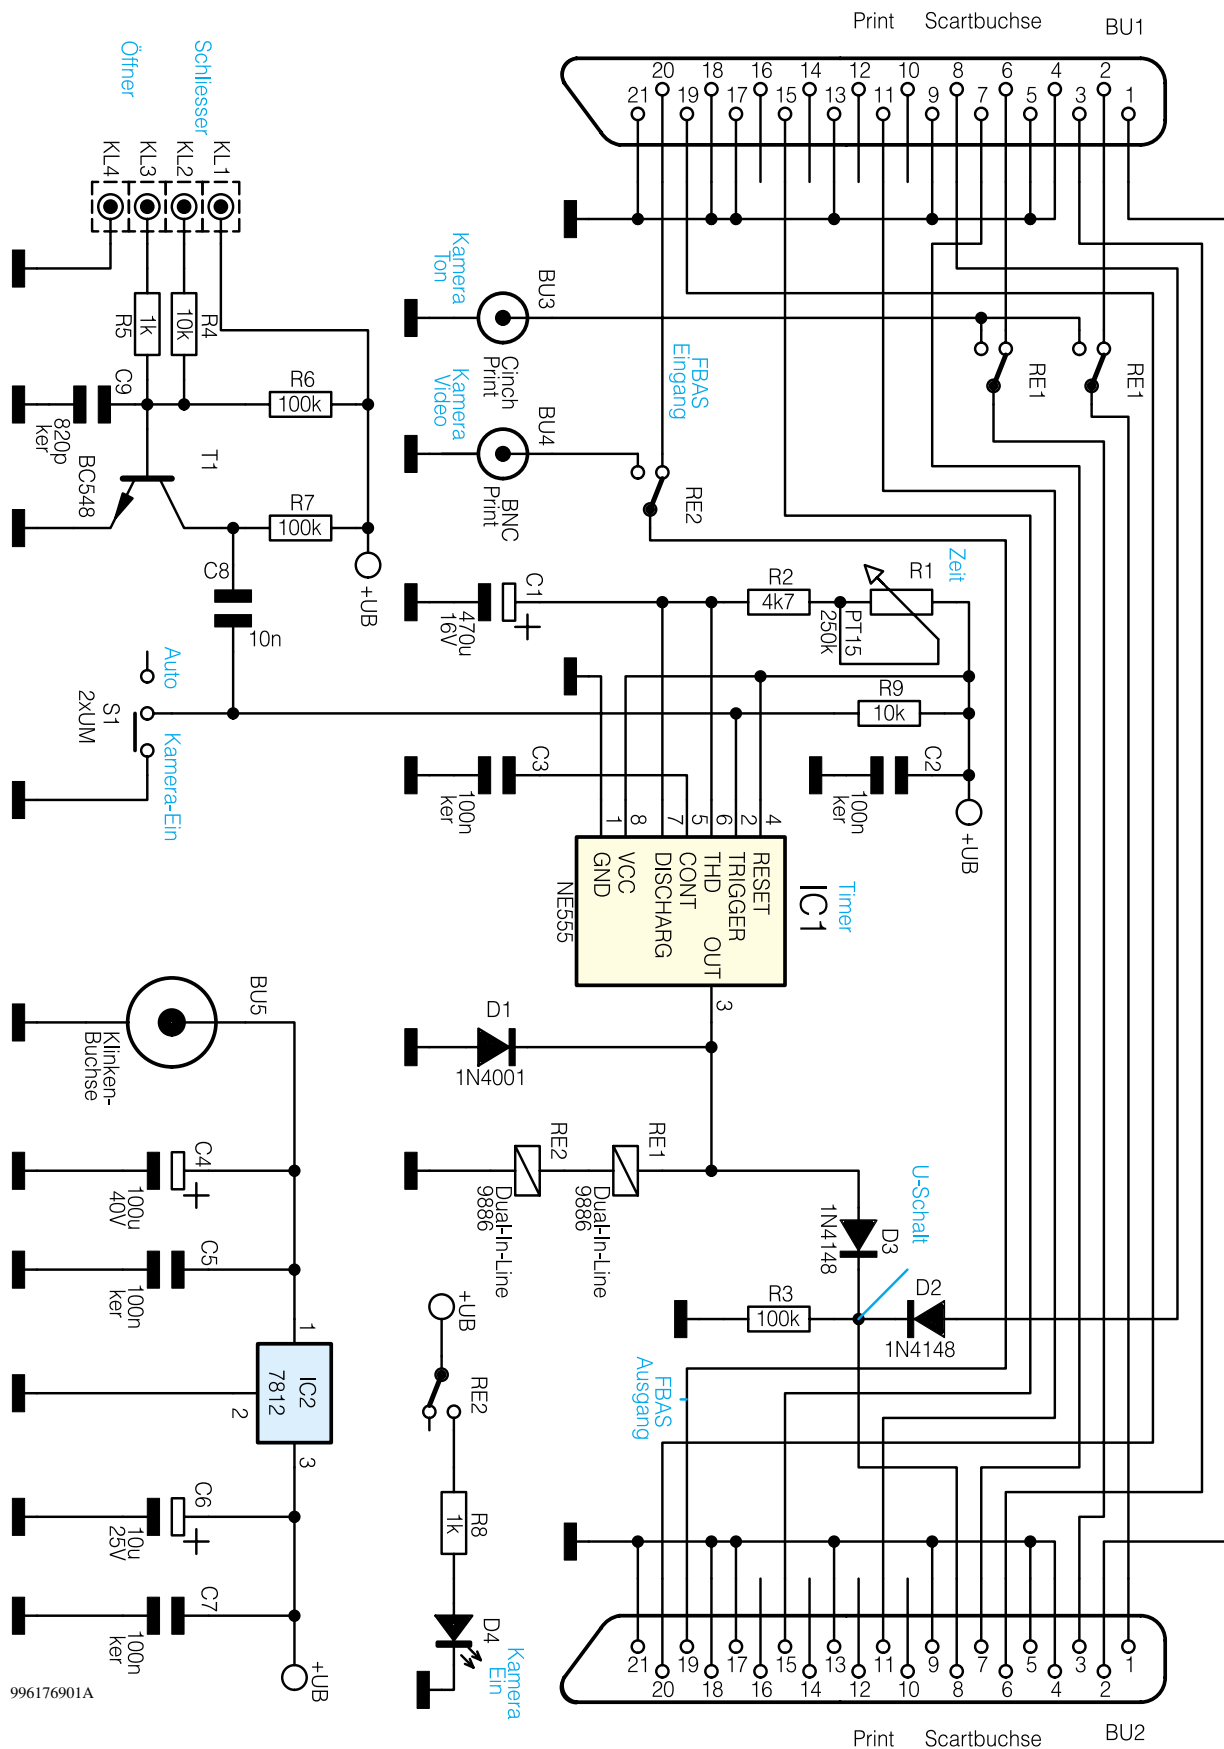 Print Scartbuchse BU1
20 18 16 14 12 10 8 6 4 2
21 19 17 15 13 11 9 7 5 3 1
Öffner
Schliesser
KL4
KL3
KL2
KL1
R5
1k
R4
10k
C9
820p
ker
R6
100k
T1
BC548
R7
100k
+UB
C8
10n
Auto
S1
2xUM
Kamera-Ein
Kamera
Ton
BU3
Cinch
Print
Kamera
Video
BU4
BNC
Print
FBAS
Eingang
RE2
RE1
RE1
C1
470u
16V
R2
4k7
PT15
250k
R1
Zeit
R9
10k
C3
100n
ker
C2
100n
ker
+UB
1
8
7
5
6
2
4
GND
VCC
DISCHARG
CONT
THD
TRIGGER
RESET
OUT
3
NE555
IC1
Timer
D1
1N4001
RE2
Dual-In-Line
9886
RE1
Dual-In-Line
9886
D3
1N4148
U-Schalt
D2
1N4148
R3
100k
FBAS
Ausgang
BU5
Klinken-
Buchse
C4
100u
40V
C5
100n
ker
1
IC2
7812
2
3
C6
10u
25V
C7
100n
ker
+UB
+UB
RE2
R8
1k
D4
Kamera
Ein
21 19 17 15 13 11 9 7 5 3 1
20 18 16 14 12 10 8 6 4 2
Print Scartbuchse BU2
996176901A